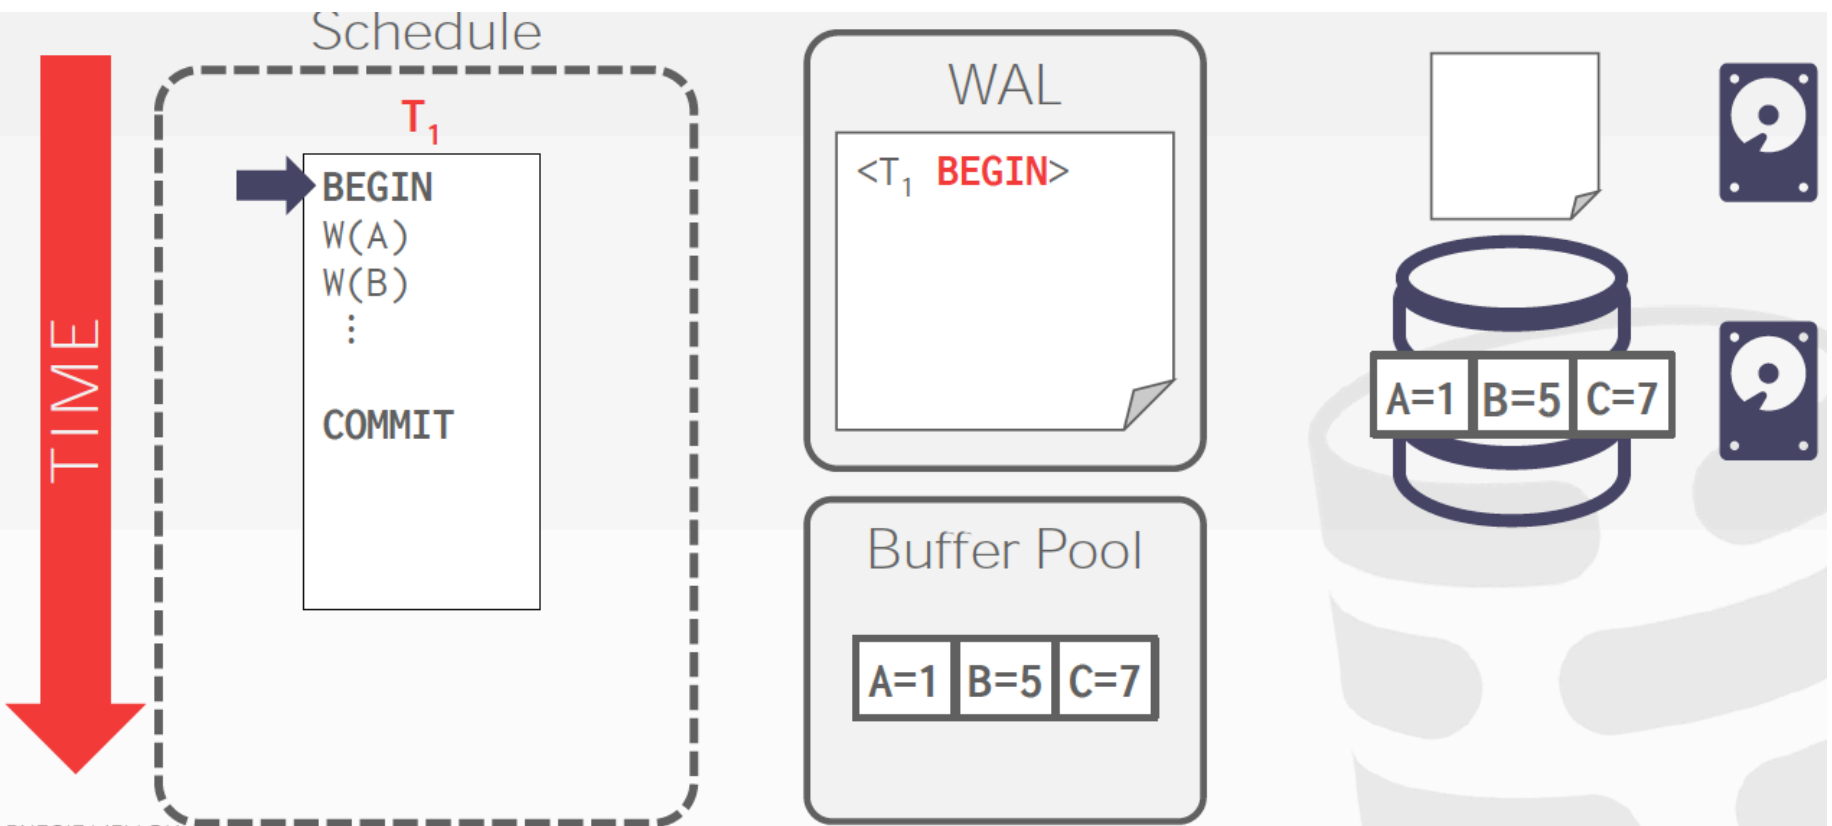 Schedule
TIME
T₁
BEGIN
W(A)
W(B)
⋮
COMMIT
WAL
<T₁ BEGIN>
Buffer Pool
A=1 B=5 C=7
A=1 B=5 C=7